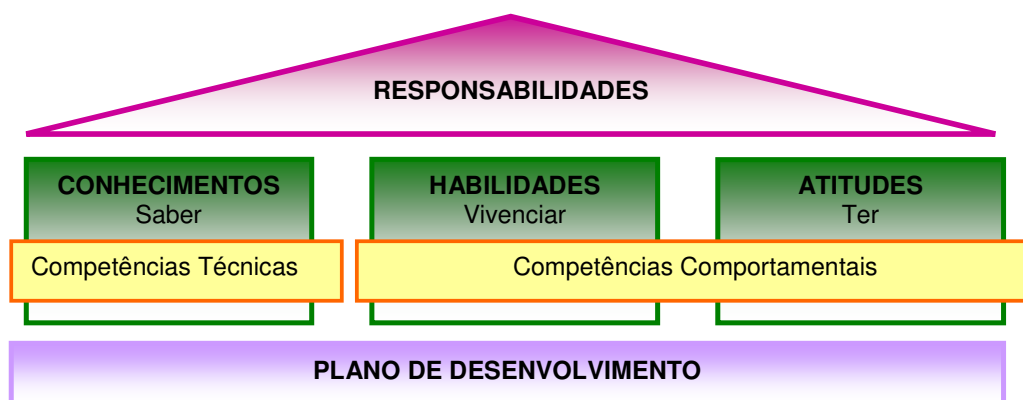 RESPONSABILIDADES
CONHECIMENTOS
Saber
HABILIDADES
Vivenciar
ATITUDES
Ter
Competências Técnicas
Competências Comportamentais
PLANO DE DESENVOLVIMENTO